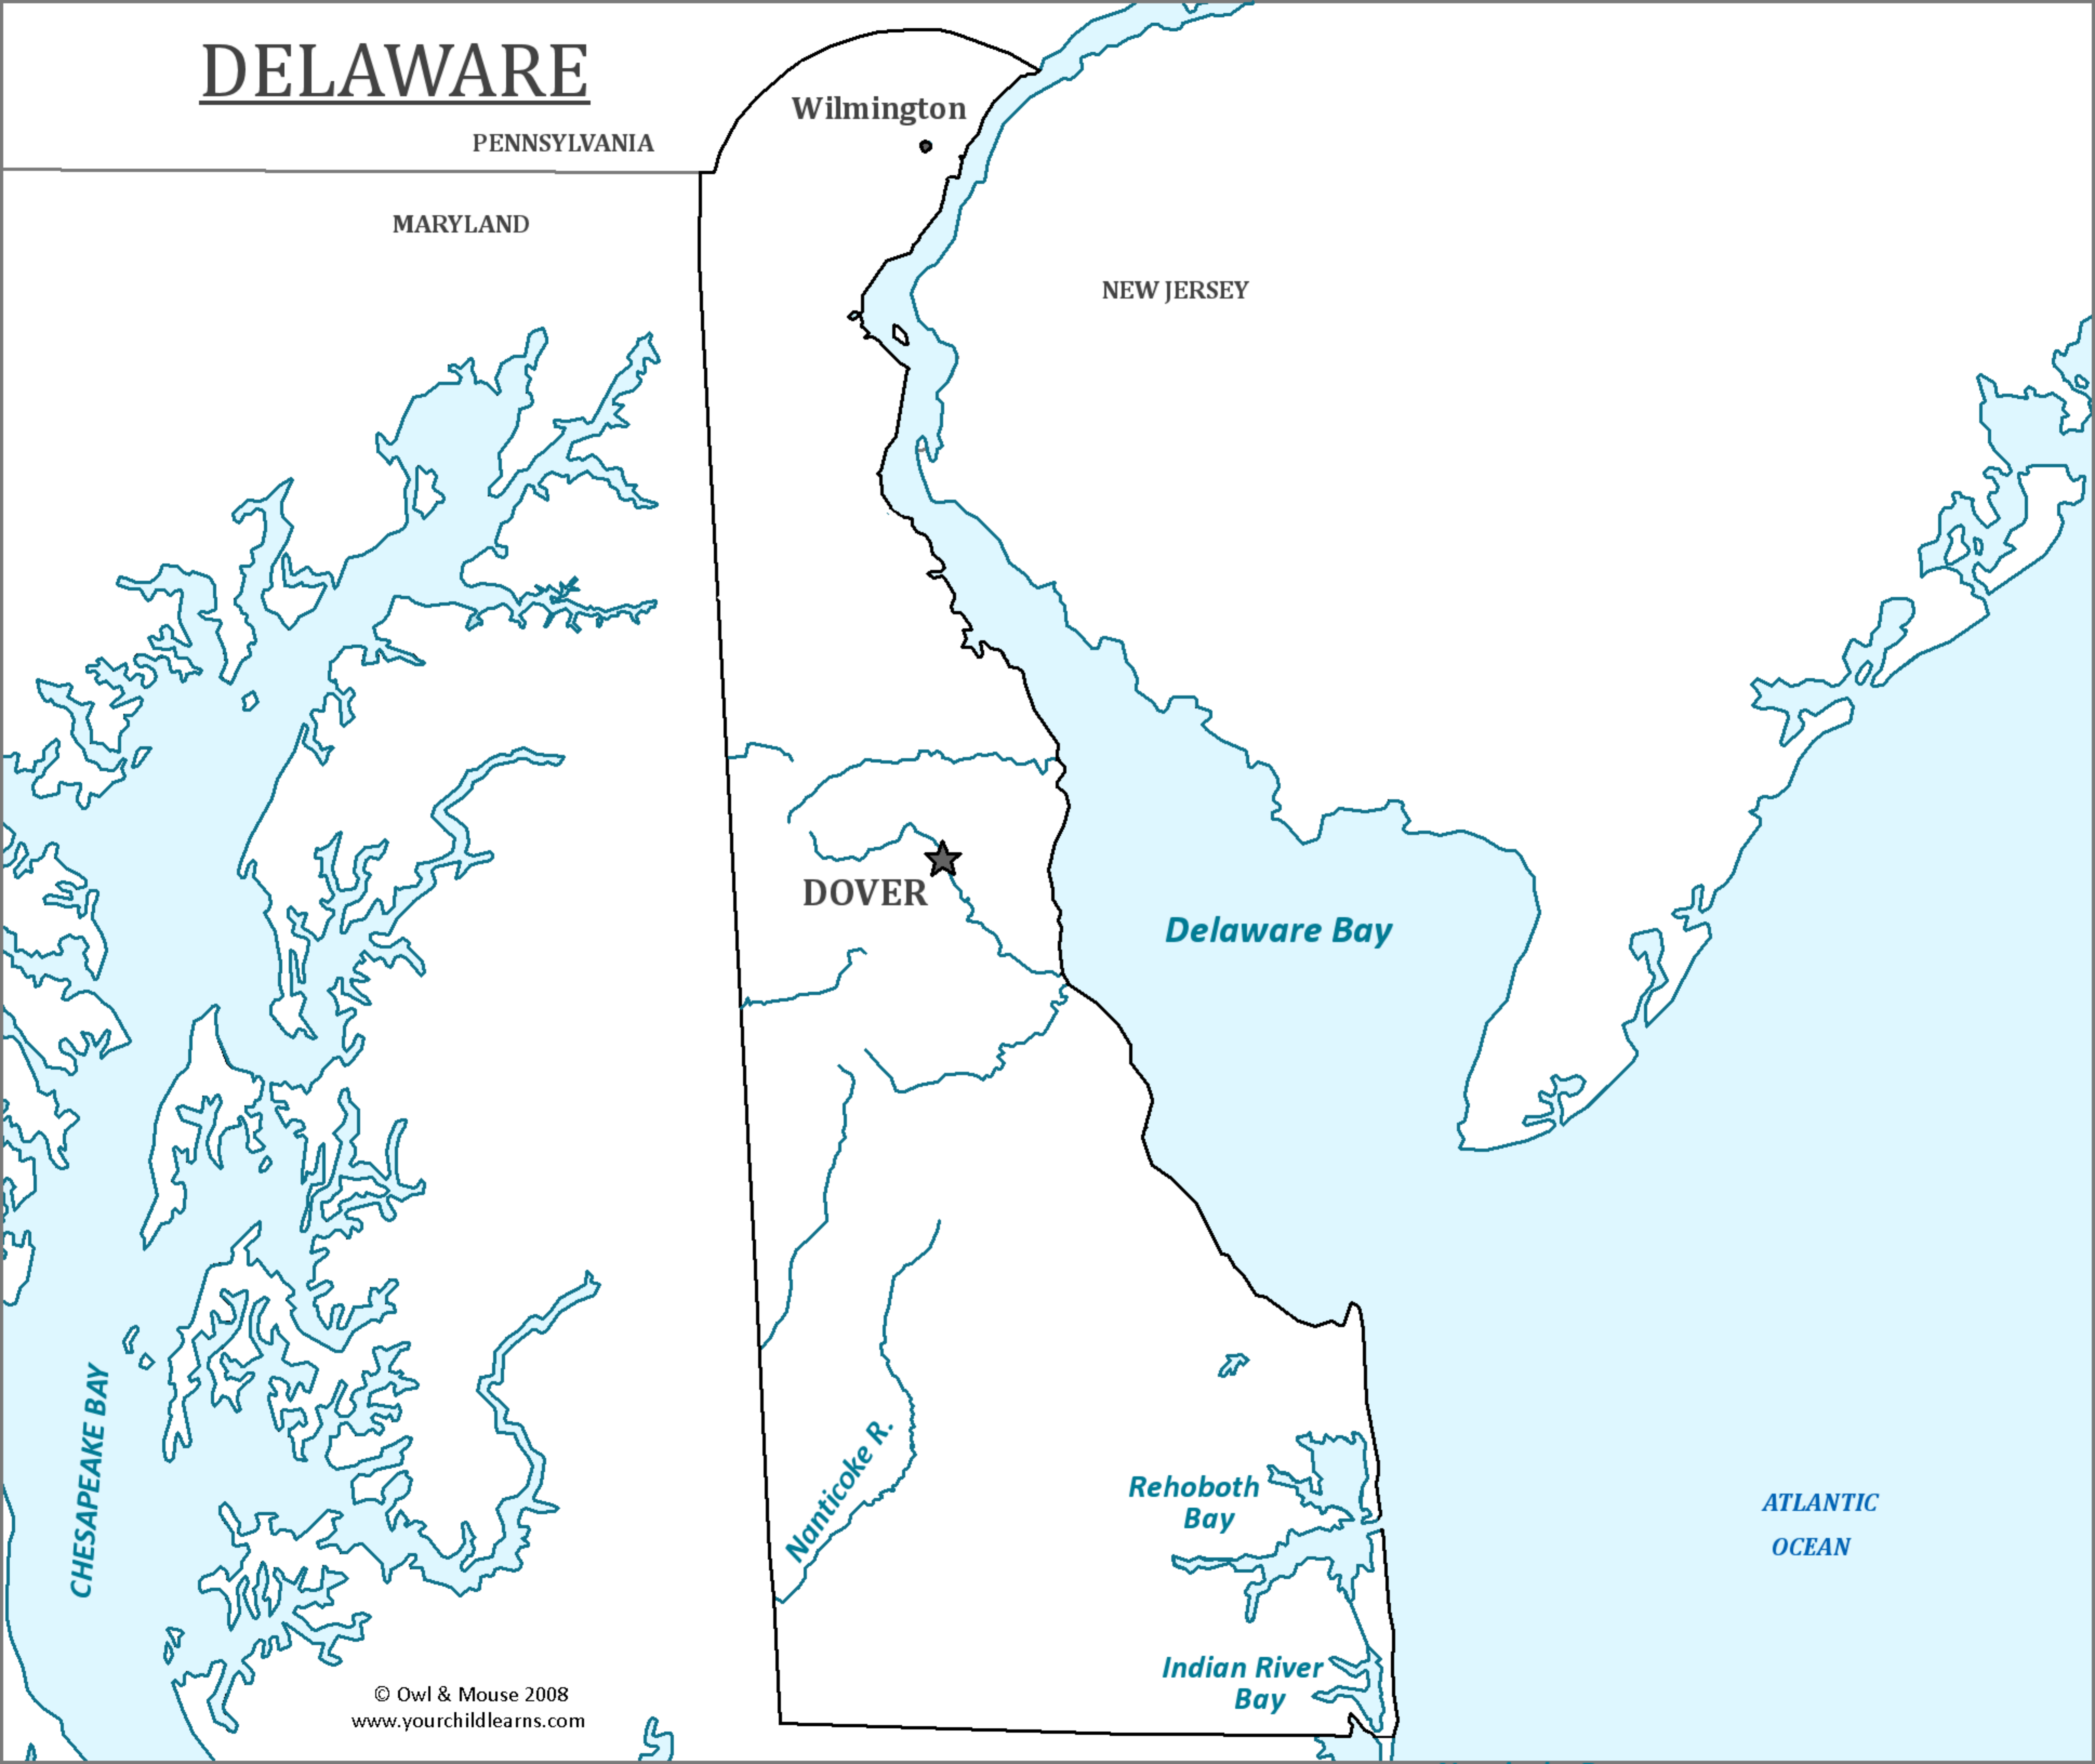 DELAWARE
Wilmington
PENNSYLVANIA
MARYLAND
NEW JERSEY
DOVER
Delaware Bay
CHESAPEAKE BAY
Nanticoke R.
Rehoboth
Bay
ATLANTIC
OCEAN
Indian River
Bay
© Owl & Mouse 2008
www.yourchildlearns.com